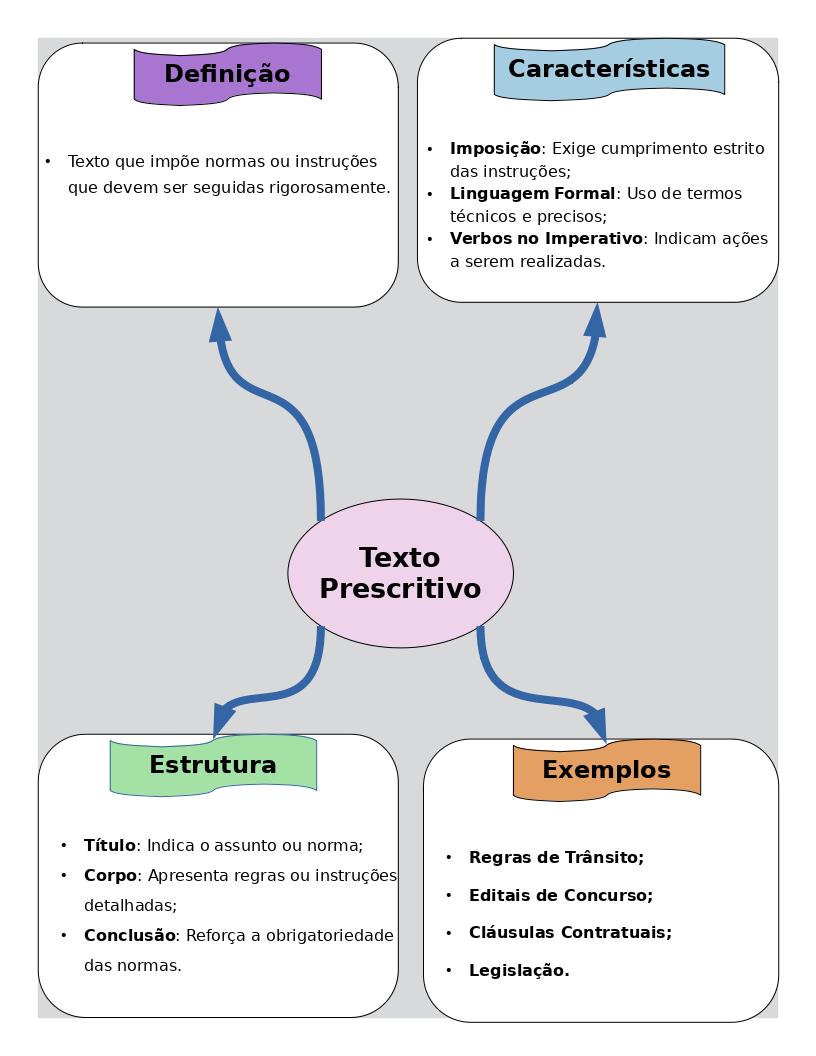 Definição
• Texto que impõe normas ou instruções
que devem ser seguidas rigorosamente.
Características
• Imposição: Exige cumprimento estrito
das instruções;
• Linguagem Formal: Uso de termos
técnicos e precisos;
• Verbos no Imperativo: Indicam ações
a serem realizadas.
Texto
Prescritivo
Estrutura
• Título: Indica o assunto ou norma;
• Corpo: Apresenta regras ou instruções
detalhadas;
• Conclusão: Reforça a obrigatoriedade
das normas.
Exemplos
• Regras de Trânsito;
• Editais de Concurso;
• Cláusulas Contratuais;
• Legislação.